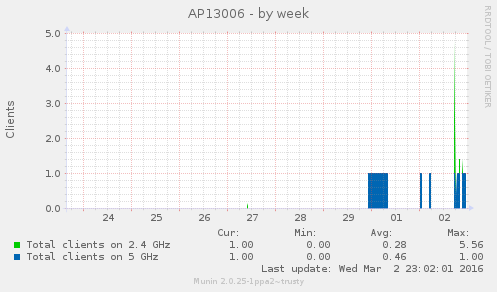 AP13006 - by week
RRDTOOL / TOBI OETIKER
Clients
5.0
4.0
3.0
2.0
1.0
0.0
24 25 26 27 28 29 01 02
Cur: Min: Avg: Max:
Total clients on 2.4 GHz 1.00 0.00 0.28 5.56
Total clients on 5 GHz 1.00 0.00 0.46 1.00
Last update: Wed Mar 2 23:02:01 2016
Munin 2.0.25-1ppa2~trusty